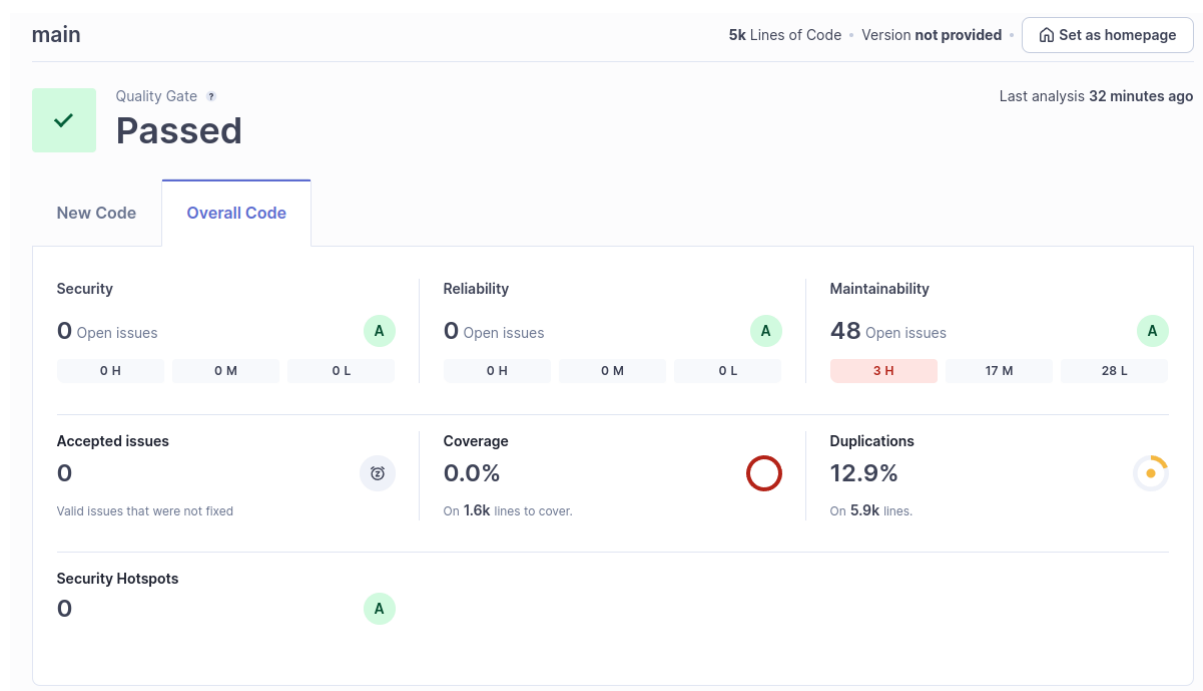 main
5k Lines of Code • Version not provided •
Set as homepage
Quality Gate ?
Last analysis 32 minutes ago
Passed
New Code
Overall Code
Security
0 Open issues
A
0 H
0 M
0 L
Reliability
0 Open issues
A
0 H
0 M
0 L
Maintainability
48 Open issues
A
3 H
17 M
28 L
Accepted issues
0
Valid issues that were not fixed
Coverage
0.0%
On 1.6k lines to cover.
Duplications
12.9%
On 5.9k lines.
Security Hotspots
0
A